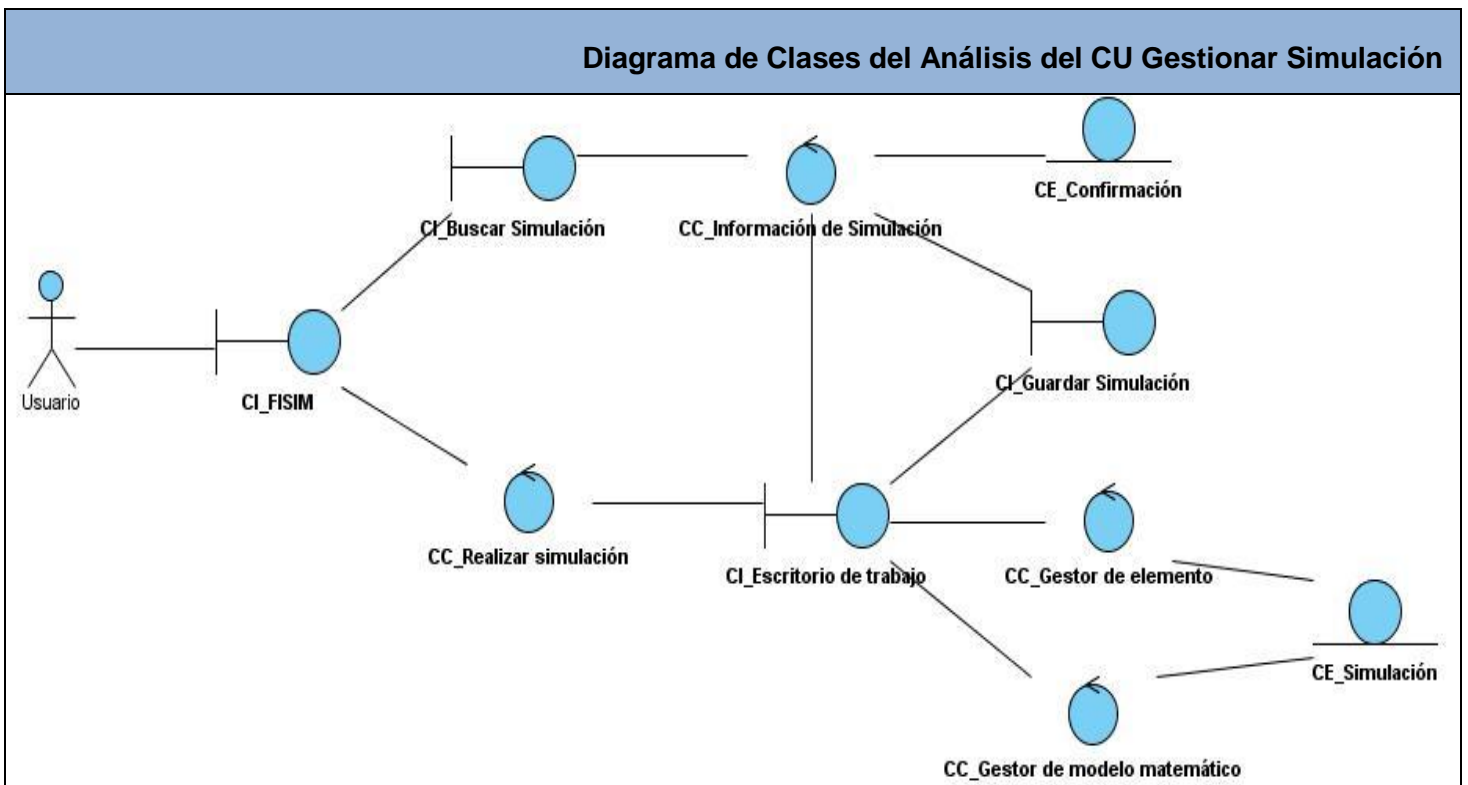 Diagrama de Clases del Análisis del CU Gestionar Simulación
CE_Confirmación
CI_Buscar Simulación
CC_Información de Simulación
CI_Guardar Simulación
Usuario
CI_FISIM
CC_Realizar simulación
CI_Escritorio de trabajo
CC_Gestor de elemento
CE_Simulación
CC_Gestor de modelo matemático